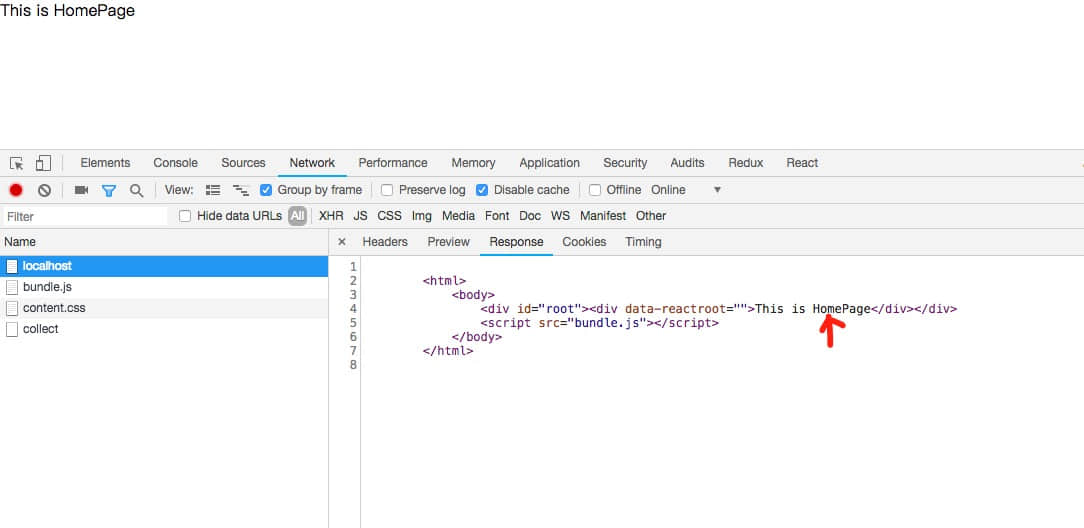 This is HomePage
Elements Console Sources Network Performance Memory Application Security Audits Redux React
View: Group by frame Preserve log Disable cache Offline Online
Filter Hide data URLs All XHR JS CSS Img Media Font Doc WS Manifest Other
Name
localhost
bundle.js
content.css
collect
× Headers Preview Response Cookies Timing
1
2 <html>
3 <body>
4 <div id="root"><div data-reactroot="">This is HomePage</div></div>
5 <script src="bundle.js"></script>
6 </body>
7 </html>
8